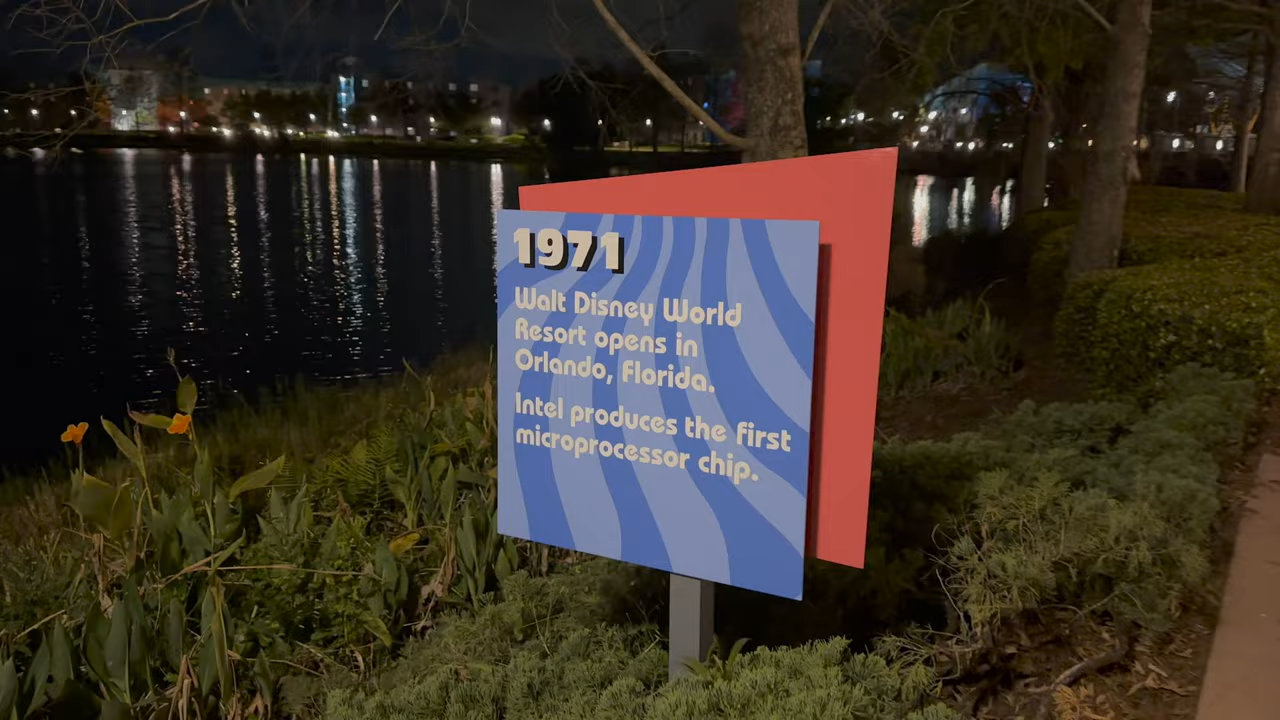 1971
Walt Disney World
Resort opens in
Orlando, Florida.
Intel produces the first
microprocessor chip.